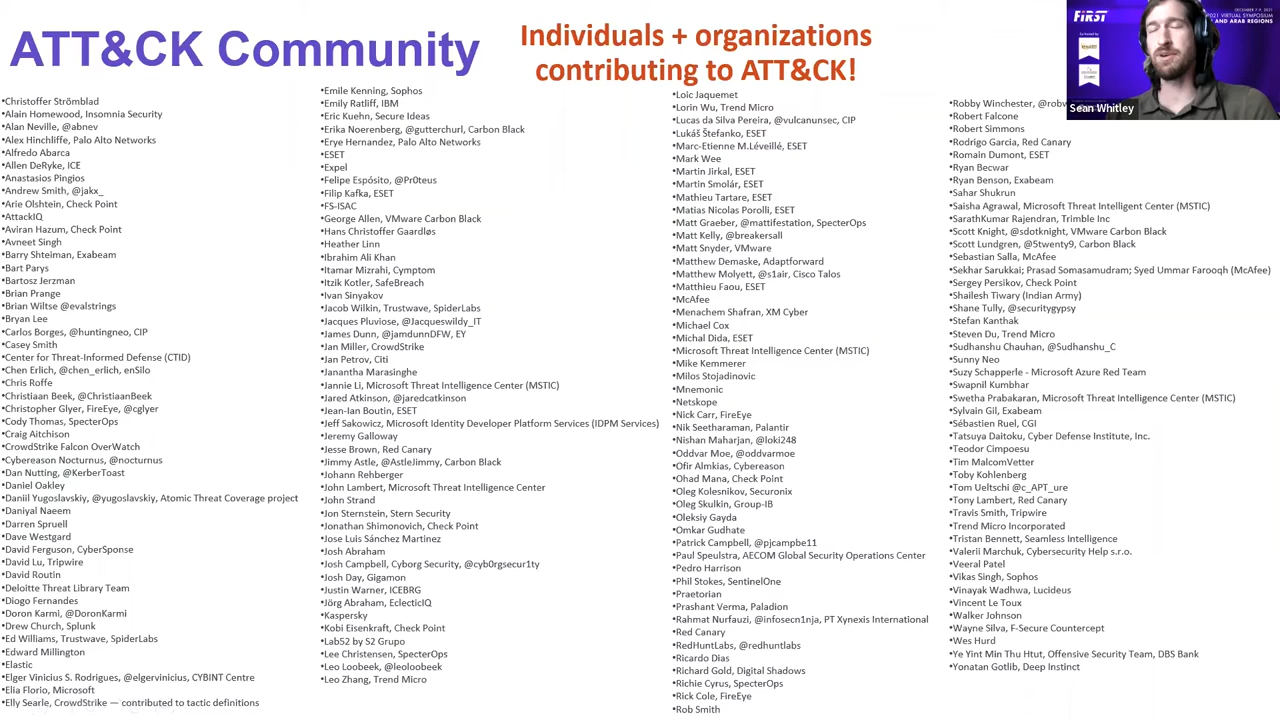 ATT&CK Community
Individuals + organizations
contributing to ATT&CK!
•Christoffer Strömblad
•Alain Homewood, Insomnia Security
•Alan Neville, @abnev
•Alex Hinchliffe, Palo Alto Networks
•Alfredo Abarca
•Allen DeRyke, ICE
•Anastasios Pingios
•Andrew Smith, @jakx_
•Arie Olshtein, Check Point
•AttackIQ
•Aviran Hazum, Check Point
•Avneet Singh
•Barry Shteiman, Exabeam
•Bart Parys
•Bartosz Jerzman
•Brian Prange
•Brian Wiltse @evalstrings
•Bryan Lee
•Carlos Borges, @huntingneo, CIP
•Casey Smith
•Center for Threat-Informed Defense (CTID)
•Chen Erlich, @chen_erlich, enSilo
•Chris Roffe
•Christiaan Beek, @ChristiaanBeek
•Christopher Glyer, FireEye, @cglyer
•Cody Thomas, SpecterOps
•Craig Aitchison
•CrowdStrike Falcon OverWatch
•Cybereason Nocturnus, @nocturnus
•Dan Nutting, @KerberToast
•Daniel Oakley
•Daniil Yugoslavskiy, @yugoslavskiy, Atomic Threat Coverage project
•Daniyal Naeem
•Darren Spruell
•Dave Westgard
•David Ferguson, CyberSponse
•David Lu, Tripwire
•David Routin
•Deloitte Threat Library Team
•Diogo Fernandes
•Doron Karmi, @DoronKarmi
•Drew Church, Splunk
•Ed Williams, Trustwave, SpiderLabs
•Edward Millington
•Elastic
•Elger Vinicius S. Rodrigues, @elgervinicius, CYBINT Centre
•Elia Florio, Microsoft
•Elly Searle, CrowdStrike — contributed to tactic definitions
•Emile Kenning, Sophos
•Emily Ratliff, IBM
•Eric Kuehn, Secure Ideas
•Erika Noerenberg, @gutterchurl, Carbon Black
•Erye Hernandez, Palo Alto Networks
•ESET
•Expel
•Felipe Espósito, @Pr0teus
•Filip Kafka, ESET
•FS-ISAC
•George Allen, VMware Carbon Black
•Hans Christoffer Gaardløs
•Heather Linn
•Ibrahim Ali Khan
•Itamar Mizrahi, Cymptom
•Itzik Kotler, SafeBreach
•Ivan Sinyakov
•Jacob Wilkin, Trustwave, SpiderLabs
•Jacques Pluviose, @Jacqueswildy_IT
•James Dunn, @jamdunnDFW, EY
•Jan Miller, CrowdStrike
•Jan Petrov, Citi
•Janantha Marasinghe
•Jannie Li, Microsoft Threat Intelligence Center (MSTIC)
•Jared Atkinson, @jaredcatkinson
•Jean-Ian Boutin, ESET
•Jeff Sakowicz, Microsoft Identity Developer Platform Services (IDPM Services)
•Jeremy Galloway
•Jesse Brown, Red Canary
•Jimmy Astle, @AstleJimmy, Carbon Black
•Johann Rehberger
•John Lambert, Microsoft Threat Intelligence Center
•John Strand
•Jon Sternstein, Stern Security
•Jonathan Shimonovich, Check Point
•Jose Luis Sánchez Martinez
•Josh Abraham
•Josh Campbell, Cyborg Security, @cyb0rgsecur1ty
•Josh Day, Gigamon
•Justin Warner, ICEBRG
•Jörg Abraham, EclecticIQ
•Kaspersky
•Kobi Eisenkraft, Check Point
•Lab52 by S2 Grupo
•Lee Christensen, SpecterOps
•Leo Loobeek, @leoloobeek
•Leo Zhang, Trend Micro
•Loic Jaquemet
•Lorin Wu, Trend Micro
•Lucas da Silva Pereira, @vulcanunsec, CIP
•Lukáš Štefanko, ESET
•Marc-Etienne M.Léveillé, ESET
•Mark Wee
•Martin Jirkal, ESET
•Martin Smolár, ESET
•Mathieu Tartare, ESET
•Matias Nicolas Porolli, ESET
•Matt Graeber, @mattifestation, SpecterOps
•Matt Kelly, @breakersall
•Matt Snyder, VMware
•Matthew Demaske, Adaptforward
•Matthew Molyett, @s1air, Cisco Talos
•Matthieu Faou, ESET
•McAfee
•Menachem Shafran, XM Cyber
•Michael Cox
•Michal Dida, ESET
•Microsoft Threat Intelligence Center (MSTIC)
•Mike Kemmerer
•Milos Stojadinovic
•Mnemonic
•Netskope
•Nick Carr, FireEye
•Nik Seetharaman, Palantir
•Nishan Maharjan, @loki248
•Oddvar Moe, @oddvarmoe
•Ofir Almkias, Cybereason
•Ohad Mana, Check Point
•Oleg Kolesnikov, Securonix
•Oleg Skulkin, Group-IB
•Oleksiy Gayda
•Omkar Gudhate
•Patrick Campbell, @pjcampbe11
•Paul Speulstra, AECOM Global Security Operations Center
•Pedro Harrison
•Phil Stokes, SentinelOne
•Praetorian
•Prashant Verma, Paladion
•Rahmat Nurfauzi, @infosecn1nja, PT Xynexis International
•Red Canary
•RedHuntLabs, @redhuntlabs
•Ricardo Dias
•Richard Gold, Digital Shadows
•Richie Cyrus, SpecterOps
•Rick Cole, FireEye
•Rob Smith
•Robby Winchester, @robw
•Robert Falcone
•Robert Simmons
•Rodrigo Garcia, Red Canary
•Romain Dumont, ESET
•Ryan Becwar
•Ryan Benson, Exabeam
•Sahar Shukrun
•Saisha Agrawal, Microsoft Threat Intelligent Center (MSTIC)
•SarathKumar Rajendran, Trimble Inc
•Scott Knight, @sdotknight, VMware Carbon Black
•Scott Lundgren, @5twenty9, Carbon Black
•Sebastian Salla, McAfee
•Sekhar Sarukkai; Prasad Somasamudram; Syed Ummar Farooqh (McAfee)
•Sergey Persikov, Check Point
•Shailesh Tiwary (Indian Army)
•Shane Tully, @securitygypsy
•Stefan Kanthak
•Steven Du, Trend Micro
•Sudhanshu Chauhan, @Sudhanshu_C
•Sunny Neo
•Suzy Schapperle - Microsoft Azure Red Team
•Swapnil Kumbhar
•Swetha Prabakaran, Microsoft Threat Intelligence Center (MSTIC)
•Sylvain Gil, Exabeam
•Sébastien Ruel, CGI
•Tatsuya Daitoku, Cyber Defense Institute, Inc.
•Teodor Cimpoesu
•Tim MalcomVetter
•Toby Kohlenberg
•Tom Ueltschi @c_APT_ure
•Tony Lambert, Red Canary
•Travis Smith, Tripwire
•Trend Micro Incorporated
•Tristan Bennett, Seamless Intelligence
•Valerii Marchuk, Cybersecurity Help s.r.o.
•Veeral Patel
•Vikas Singh, Sophos
•Vinayak Wadhwa, Lucideus
•Vincent Le Toux
•Walker Johnson
•Wayne Silva, F-Secure Countercept
•Wes Hurd
•Ye Yint Min Thu Htut, Offensive Security Team, DBS Bank
•Yonatan Gotlib, Deep Instinct
FIRST
DECEMBER 7-9, 2021
2021 VIRTUAL SYMPOSIUM
AND ARAB REGIONS
Sean Whitley